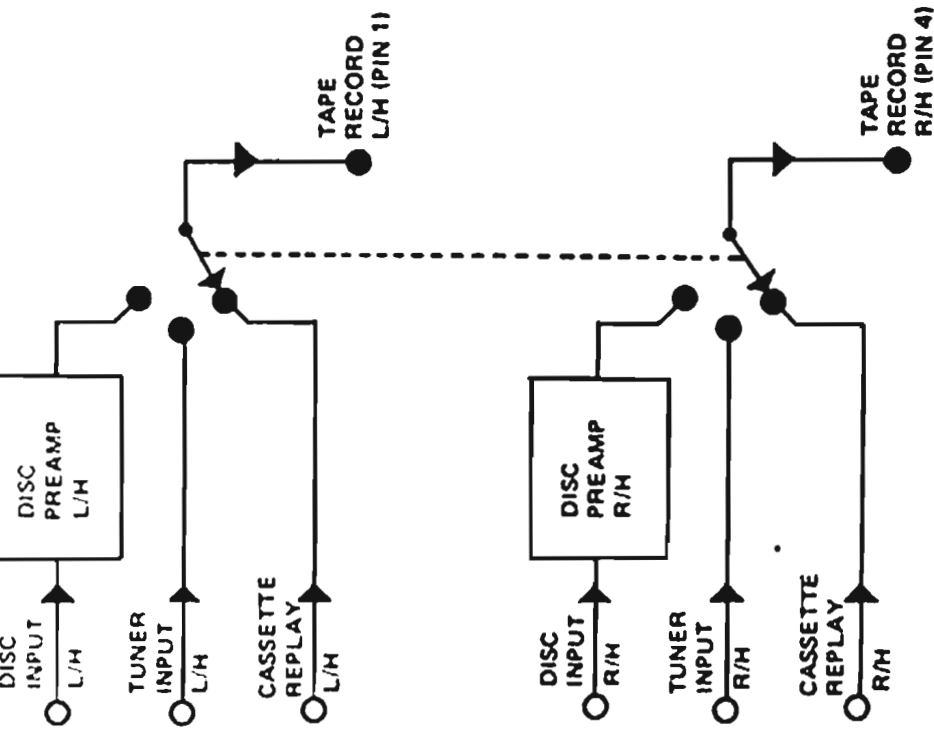 DISC
INPUT
L/H
DISC
PREAMP
L/H
TUNER
INPUT
L/H
CASSETTE
REPLAY
L/H
TAPE
RECORD
L/H (PIN 1)
DISC
INPUT
R/H
DISC
PREAMP
R/H
TUNER
INPUT
R/H
CASSETTE
REPLAY
R/H
TAPE
RECORD
R/H (PIN 4)